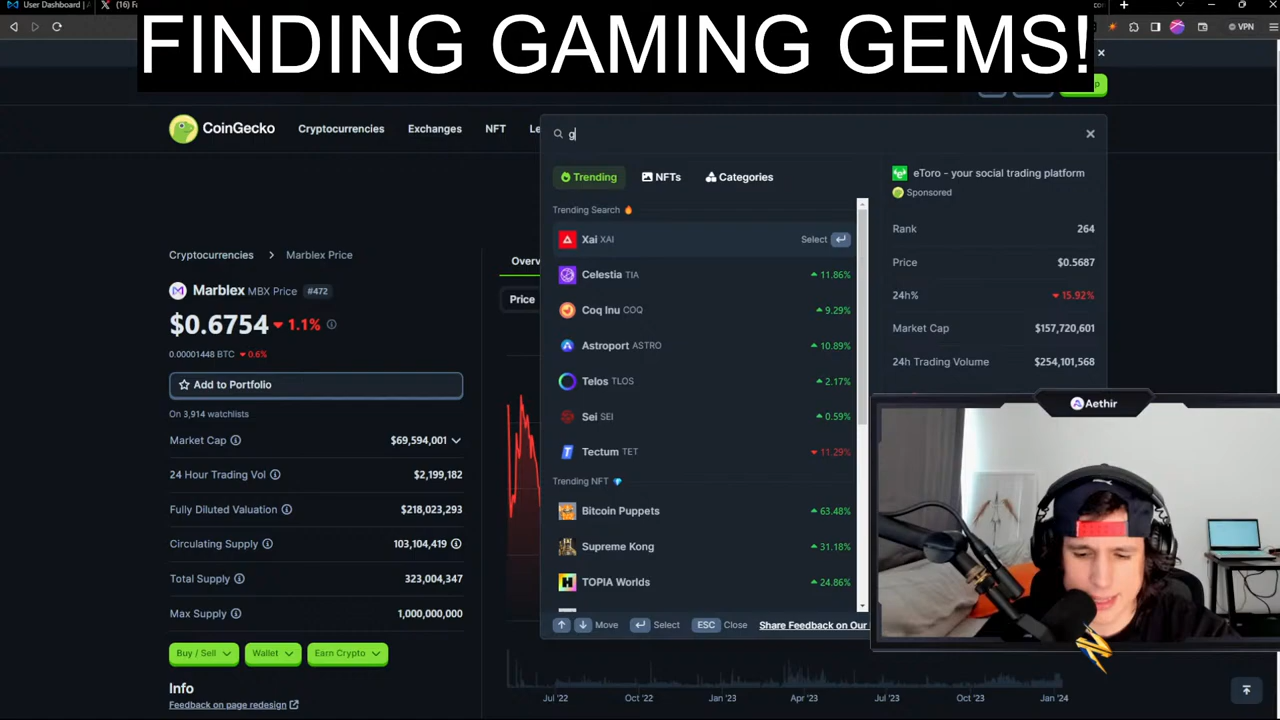 User Dashboard |
(16) F
FINDING GAMING GEMS!
VPN
CoinGecko
Cryptocurrencies
Exchanges
NFT
Le
g
Trending
NFTs
Categories
Trending Search
Xai XAI
Select
Celestia TIA
11.86%
Coq Inu COQ
9.29%
Astroport ASTRO
10.89%
Telos TLOS
2.17%
Sei SEI
0.59%
Tectum TET
11.29%
Trending NFT
Bitcoin Puppets
63.48%
Supreme Kong
31.18%
TOPIA Worlds
24.86%
Move
Select
ESC Close
Share Feedback on Our
eToro - your social trading platform
Sponsored
Rank
264
Price
$0.5687
24h%
15.92%
Market Cap
$157,720,601
24h Trading Volume
$254,101,568
Aethir
Cryptocurrencies
Marblex Price
Marblex MBX Price #472
$0.6754 1.1%
0.00001448 BTC 0.6%
Add to Portfolio
On 3,914 watchlists
Market Cap
$69,594,001
24 Hour Trading Vol
$2,199,182
Fully Diluted Valuation
$218,023,293
Circulating Supply
103,104,419
Total Supply
323,004,347
Max Supply
1,000,000,000
Buy / Sell
Wallet
Earn Crypto
Info
Feedback on page redesign
Overv
Price
Jul '22
Oct '22
Jan '23
Apr '23
Jul '23
Oct '23
Jan '24